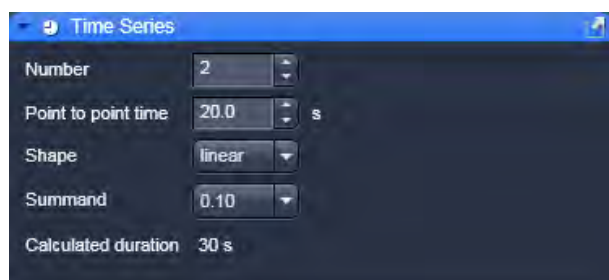 Time Series
Number 2
Point to point time 20.0 s
Shape linear
Summand 0.10
Calculated duration 30 s